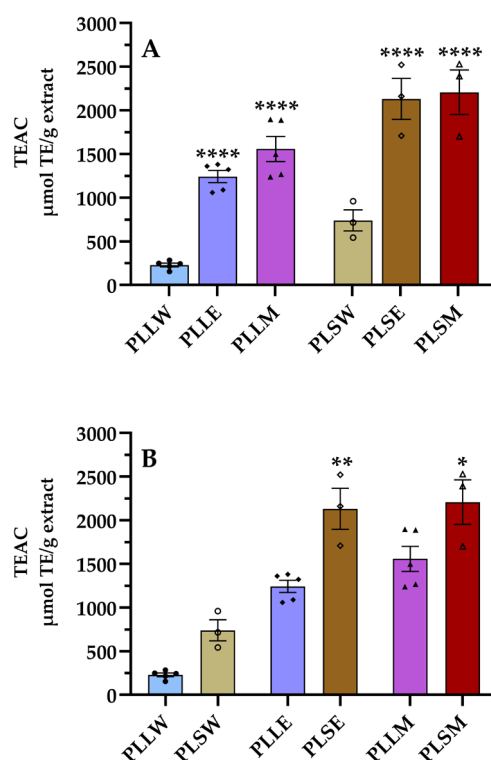 A
TEAC
µmol TE/g extract
3000
2500
2000
1500
1000
500
0
**** **** **** ****
PLLW PLLE PLLM PLSW PLSE PLSM
B
TEAC
µmol TE/g extract
3000
2500
2000
1500
1000
500
0
** *
PLLW PLSW PLLE PLSE PLLM PLSM